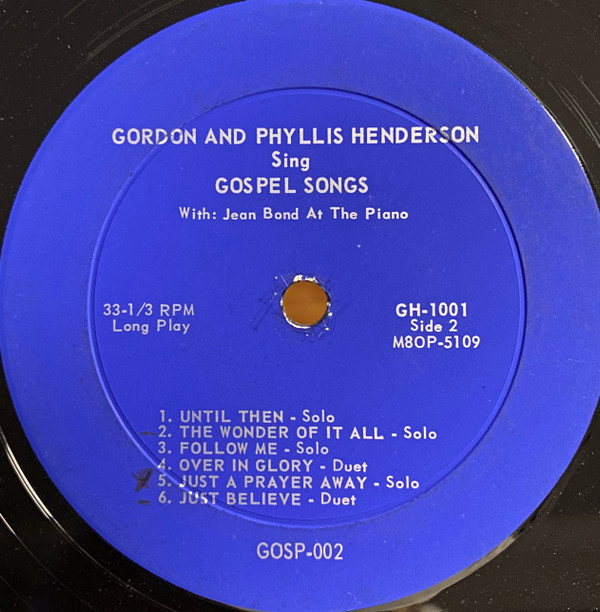 GORDON AND PHYLLIS HENDERSON
Sing
GOSPEL SONGS
With: Jean Bond At The Piano
33-1/3 RPM
Long Play
GH-1001
Side 2
M8OP-5109
1. UNTIL THEN - Solo
2. THE WONDER OF IT ALL - Solo
3. FOLLOW ME - Solo
4. OVER IN GLORY - Duet
5. JUST A PRAYER AWAY - Solo
6. JUST BELIEVE - Duet
GOSP-002